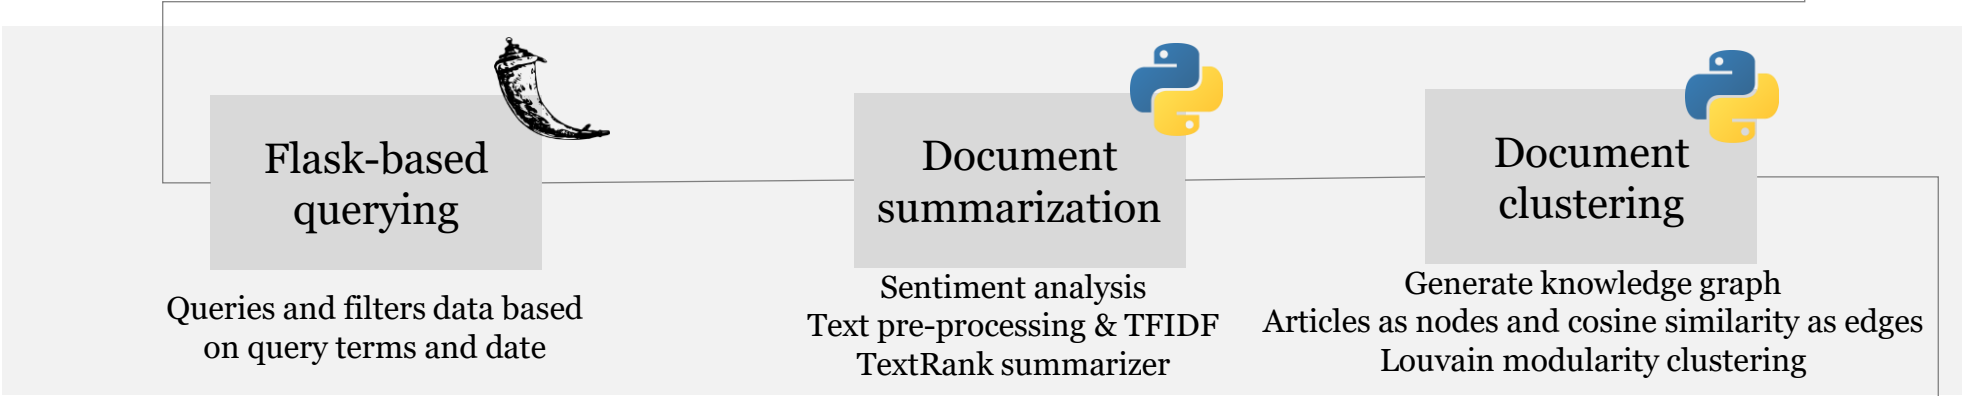 Flask-based
querying
Queries and filters data based
on query terms and date
Document
summarization
Sentiment analysis
Text pre-processing & TFIDF
TextRank summarizer
Document
clustering
Generate knowledge graph
Articles as nodes and cosine similarity as edges
Louvain modularity clustering